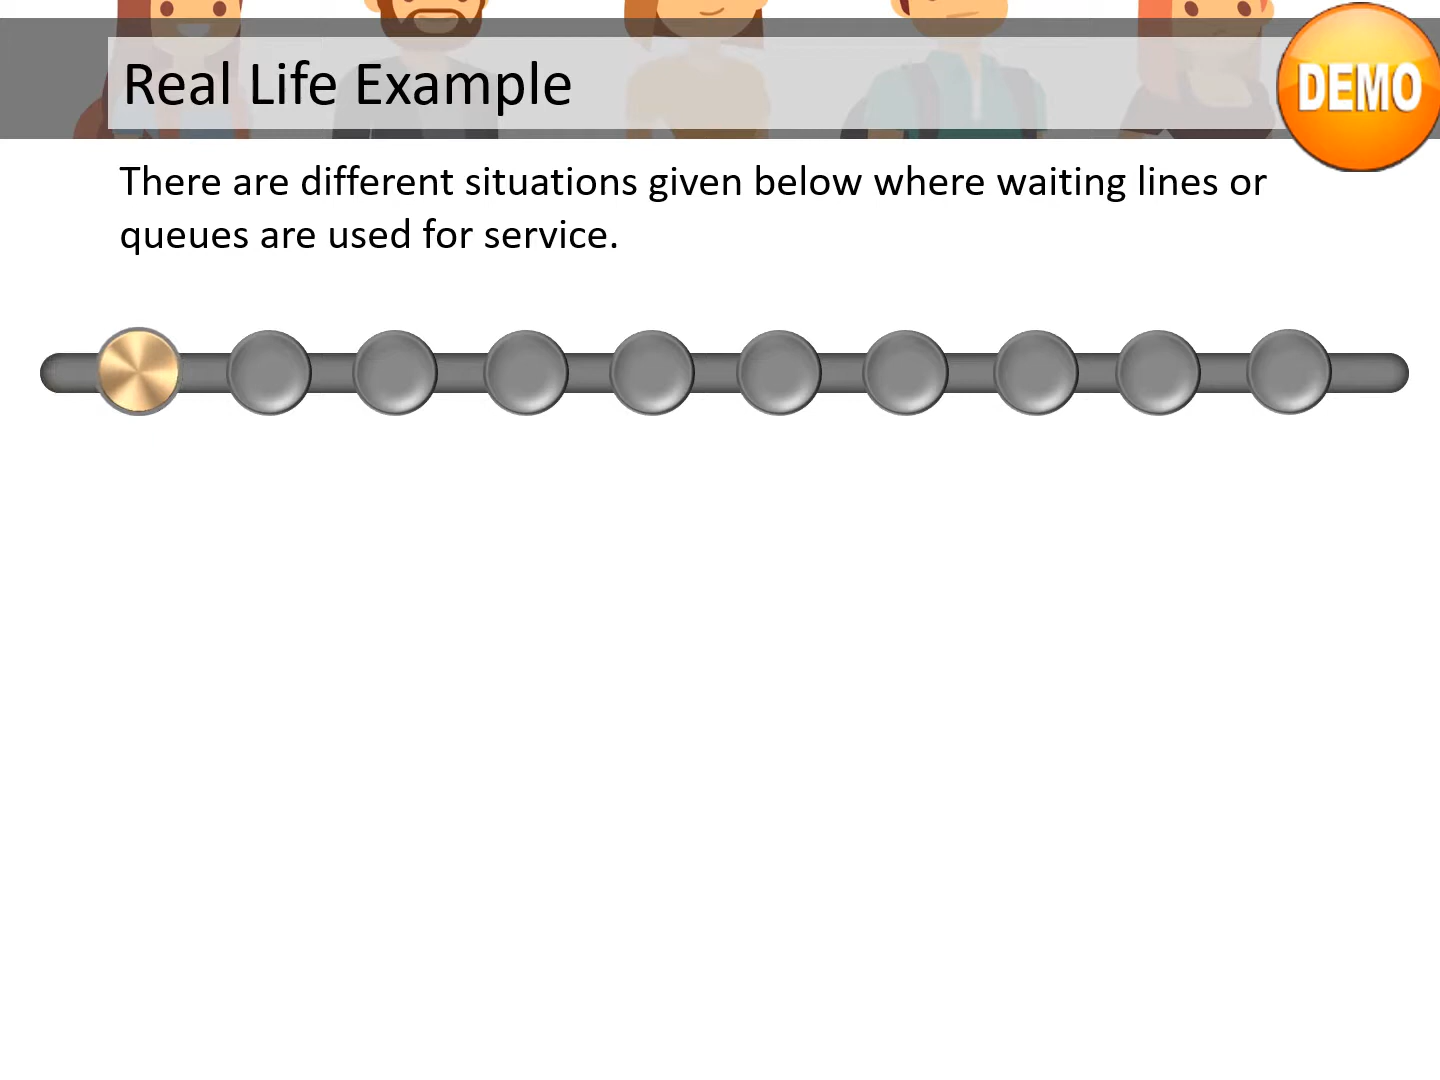 Real Life Example
DEMO
There are different situations given below where waiting lines or
queues are used for service.